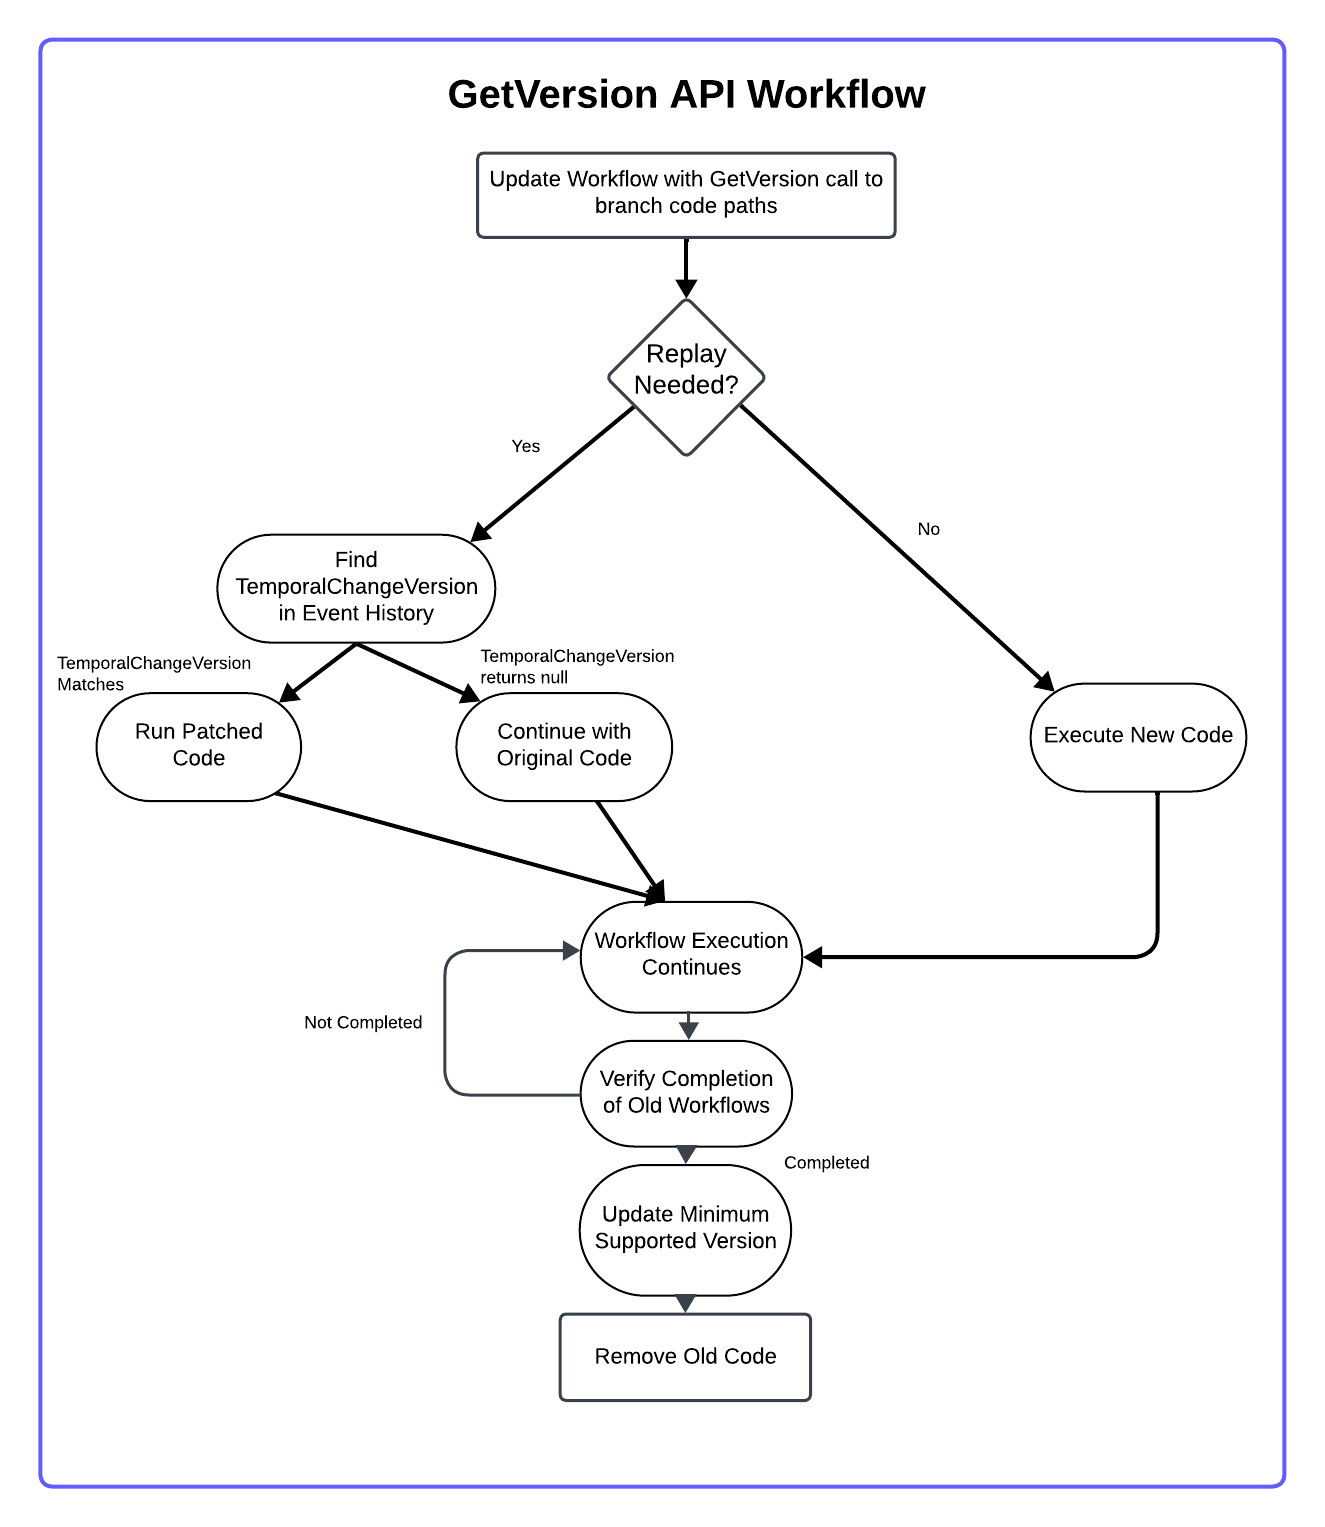 GetVersion API Workflow
Update Workflow with GetVersion call to
branch code paths
Replay
Needed?
Yes
No
Find
TemporalChangeVersion
in Event History
TemporalChangeVersion
Matches
TemporalChangeVersion
returns null
Run Patched
Code
Continue with
Original Code
Execute New Code
Workflow Execution
Continues
Not Completed
Verify Completion
of Old Workflows
Completed
Update Minimum
Supported Version
Remove Old Code